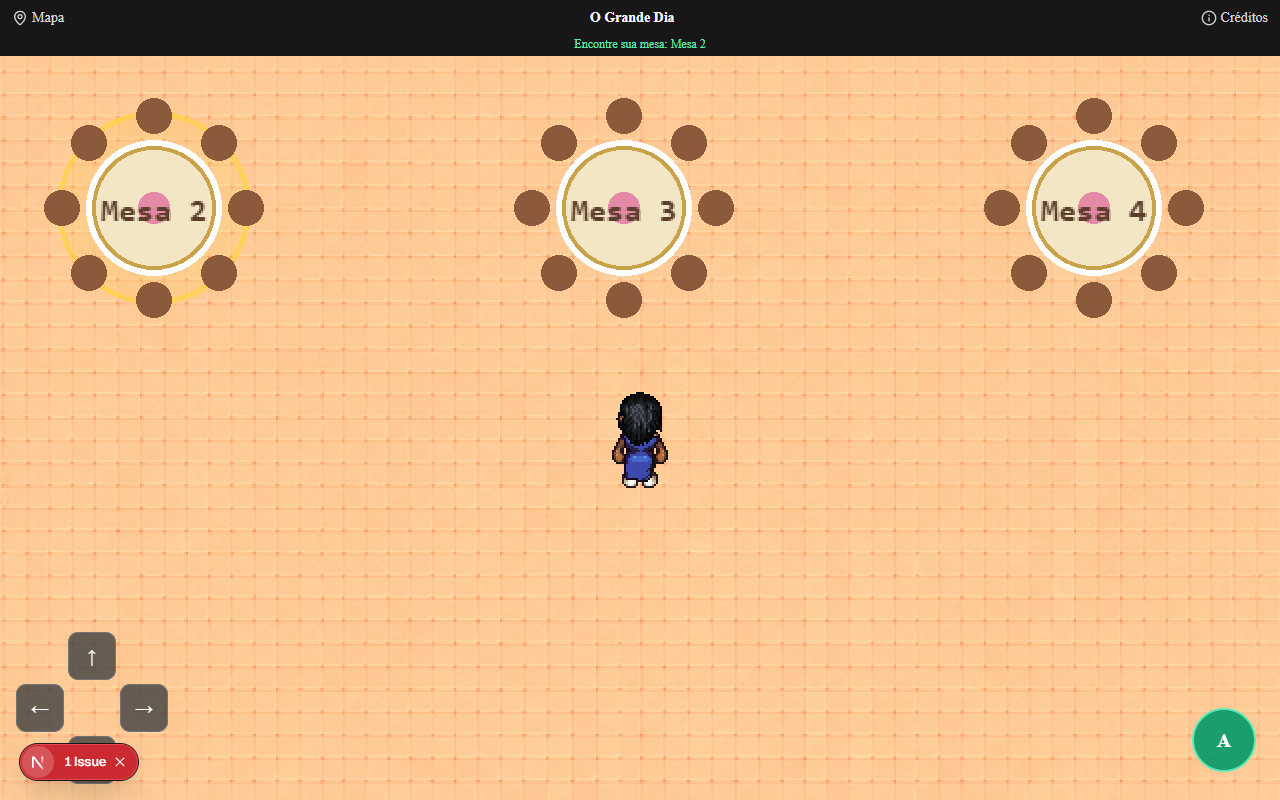 Mapa
O Grande Dia
Créditos
Encontre sua mesa: Mesa 2
Mesa 2
Mesa 3
Mesa 4
↑
← →
A
N 1 Issue ×